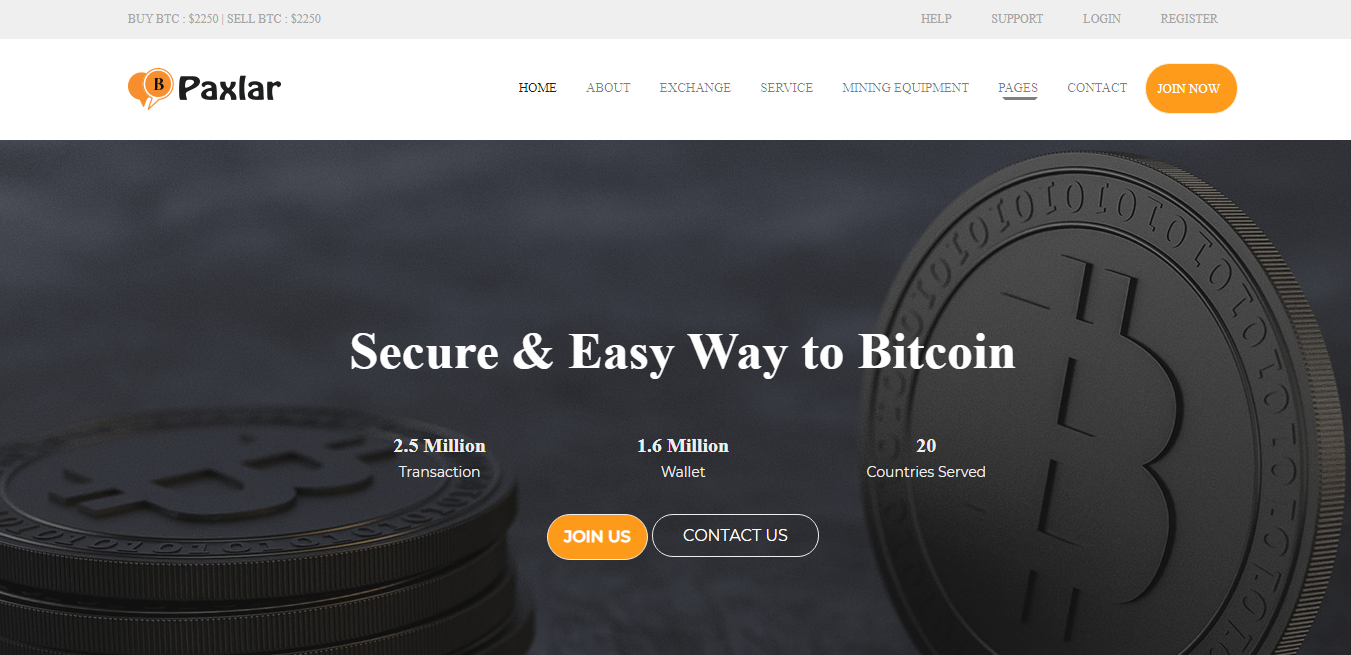 BUY BTC : $2250 | SELL BTC : $2250
HELP SUPPORT LOGIN REGISTER
B Paxlar
HOME ABOUT EXCHANGE SERVICE MINING EQUIPMENT PAGES CONTACT JOIN NOW
Secure & Easy Way to Bitcoin
2.5 Million 1.6 Million 20
Transaction Wallet Countries Served
JOIN US CONTACT US